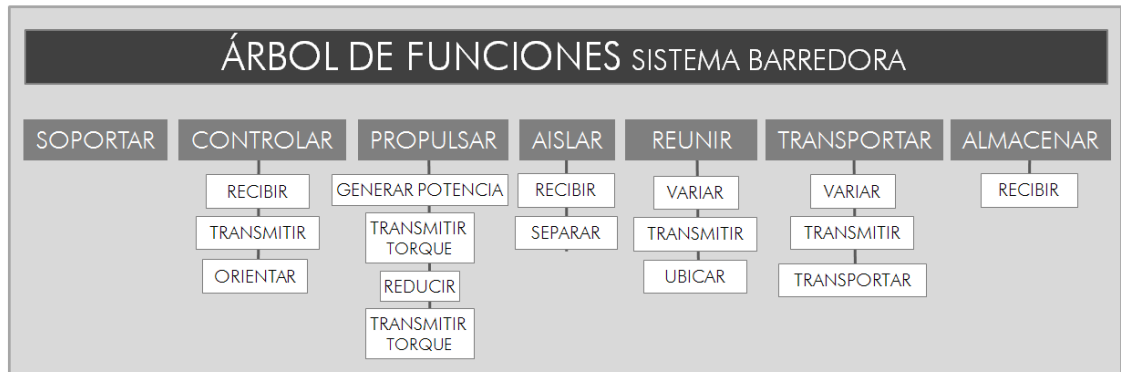 ÁRBOL DE FUNCIONES SISTEMA BARREDORA
SOPORTAR
CONTROLAR
RECIBIR
TRANSMITIR
ORIENTAR
PROPULSAR
GENERAR POTENCIA
TRANSMITIR
TORQUE
REDUCIR
TRANSMITIR
TORQUE
AISLAR
RECIBIR
SEPARAR
REUNIR
VARIAR
TRANSMITIR
UBICAR
TRANSPORTAR
VARIAR
TRANSMITIR
TRANSPORTAR
ALMACENAR
RECIBIR